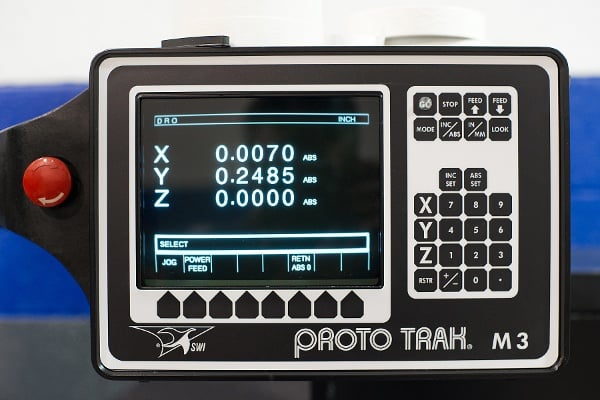 DRO INCH
X 0.0070 ABS
Y 0.2485 ABS
Z 0.0000 ABS
SELECT
JOG POWER FEED RETN ABS 0
GO STOP FEED FEED
MODE INC/ABS IN/MM LOOK
INC SET ABS SET
X 7 8 9
Y 4 5 6
Z 1 2 3
RSTR +/− 0 •
® SWI
PROTO TRAK® M3